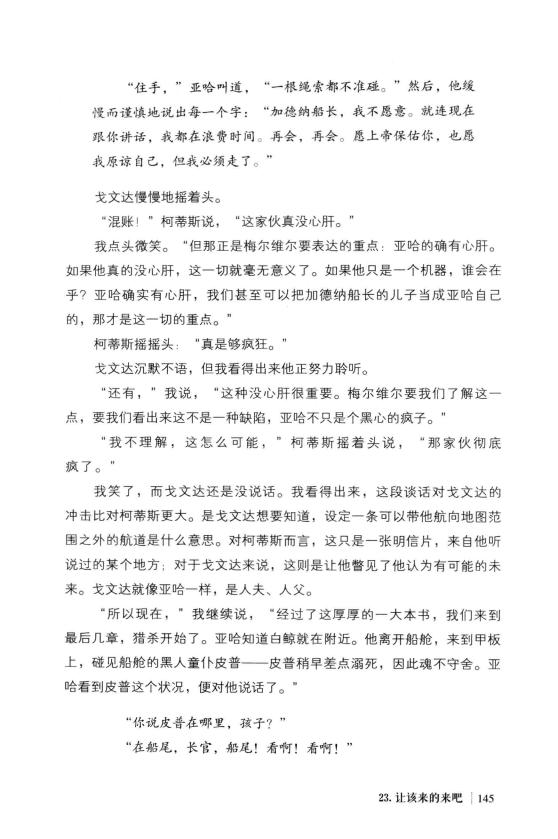 “住手，”亚哈叫道，“一根绳索都不准碰。”然后，他缓
慢而谨慎地说出每一个字：“加德纳船长，我不愿意。就连现在
跟你讲话，我都在浪费时间。再会，再会。愿上帝保佑你，也愿
我原谅自己，但我必须走了。”
戈文达慢慢地摇着头。
“混账！”柯蒂斯说，“这家伙真没心肝。”
我点头微笑。“但那正是梅尔维尔要表达的重点：亚哈的确有心肝。
如果他真的没心肝，这一切就毫无意义了。如果他只是一个机器，谁会在
乎？亚哈确实有心肝，我们甚至可以把加德纳船长的儿子当成亚哈自己
的，那才是这一切的重点。”
柯蒂斯摇摇头：“真是够疯狂。”
戈文达沉默不语，但我看得出来他正努力聆听。
“还有，”我说，“这种没心肝很重要。梅尔维尔要我们了解这一
点，要我们看出来这不是一种缺陷，亚哈不只是个黑心的疯子。”
“我不理解，这怎么可能，”柯蒂斯摇着头说，“那家伙彻底
疯了。”
我笑了，而戈文达还是没说话。我看得出来，这段谈话对戈文达的
冲击比对柯蒂斯更大。是戈文达想要知道，设定一条可以带他航向地图范
围之外的航道是什么意思。对柯蒂斯而言，这只是一张明信片，来自他听
说过的某个地方；对于戈文达来说，这则是让他瞥见了他认为有可能的未
来。戈文达就像亚哈一样，是人夫、人父。
“所以现在，”我继续说，“经过了这厚厚的一大本书，我们来到
最后几章，猎杀开始了。亚哈知道白鲸就在附近。他离开船舱，来到甲板
上，碰见船舱的黑人童仆皮普——皮普稍早差点溺死，因此魂不守舍。亚
哈看到皮普这个状况，便对他说话了。”
“你说皮普在哪里，孩子？”
“在船尾，长官，船尾！看啊！看啊！”
23. 让该来的来吧 145